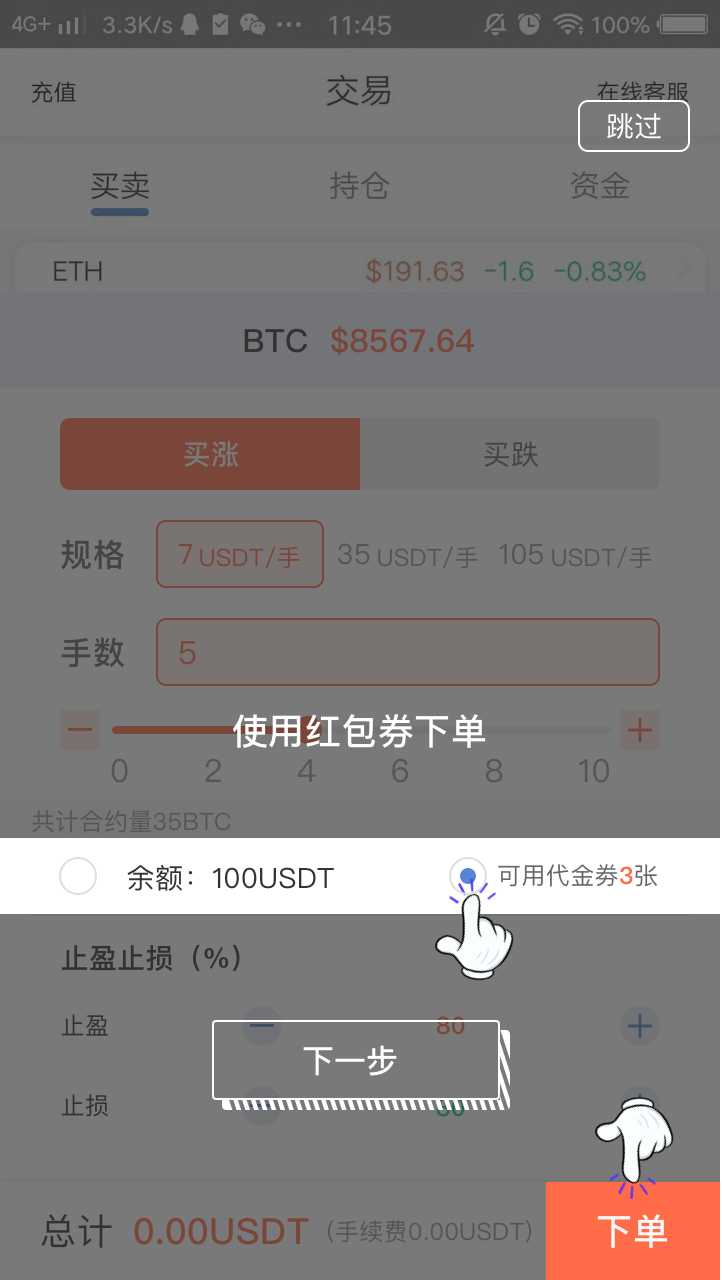 4G+ 3.3K/s ··· 11:45 100%
充值 交易 在线客服
跳过
买卖 持仓 资金
ETH $191.63 -1.6 -0.83%
BTC $8567.64
买涨 买跌
规格 7 USDT/手 35 USDT/手 105 USDT/手
手数 5
使用红包券下单
0 2 4 6 8 10
共计合约量35BTC
余额：100USDT 可用代金券3张
止盈止损（%）
止盈 80
下一步
止损 80
总计 0.00USDT（手续费0.00USDT） 下单